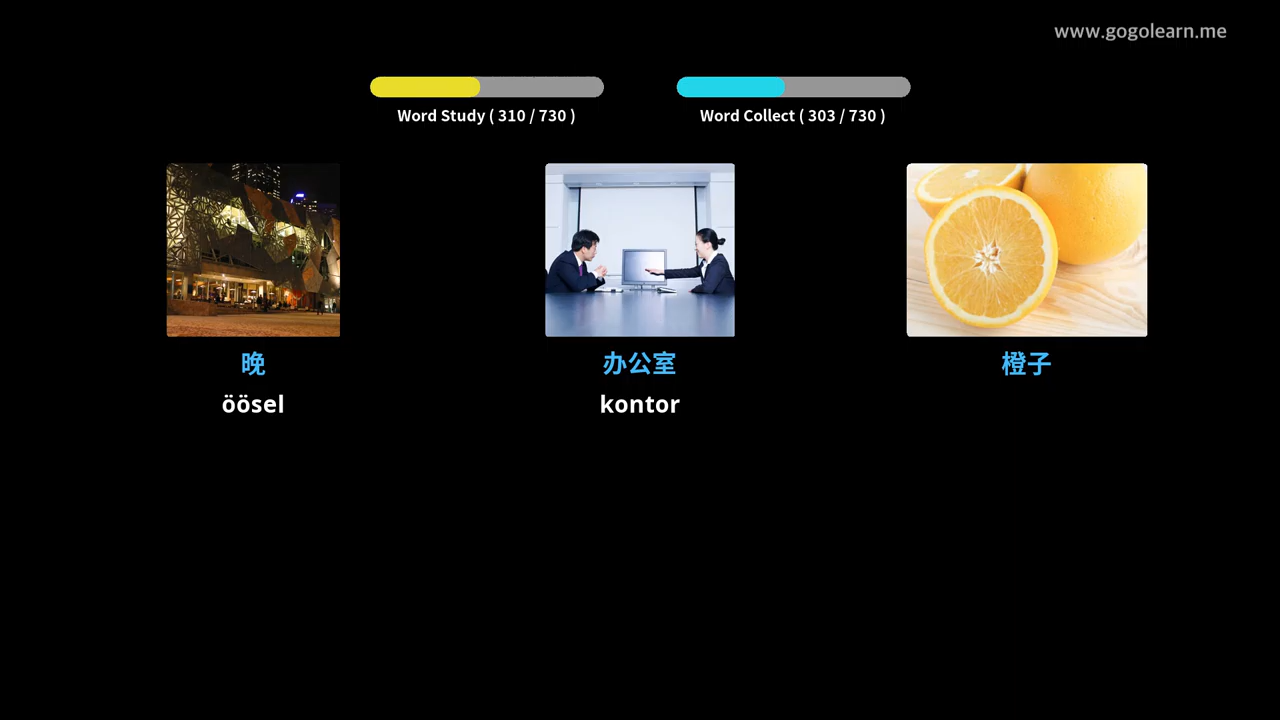 www.gogolearn.me
Word Study ( 310 / 730 )
Word Collect ( 303 / 730 )
晚
办公室
橙子
öösel
kontor